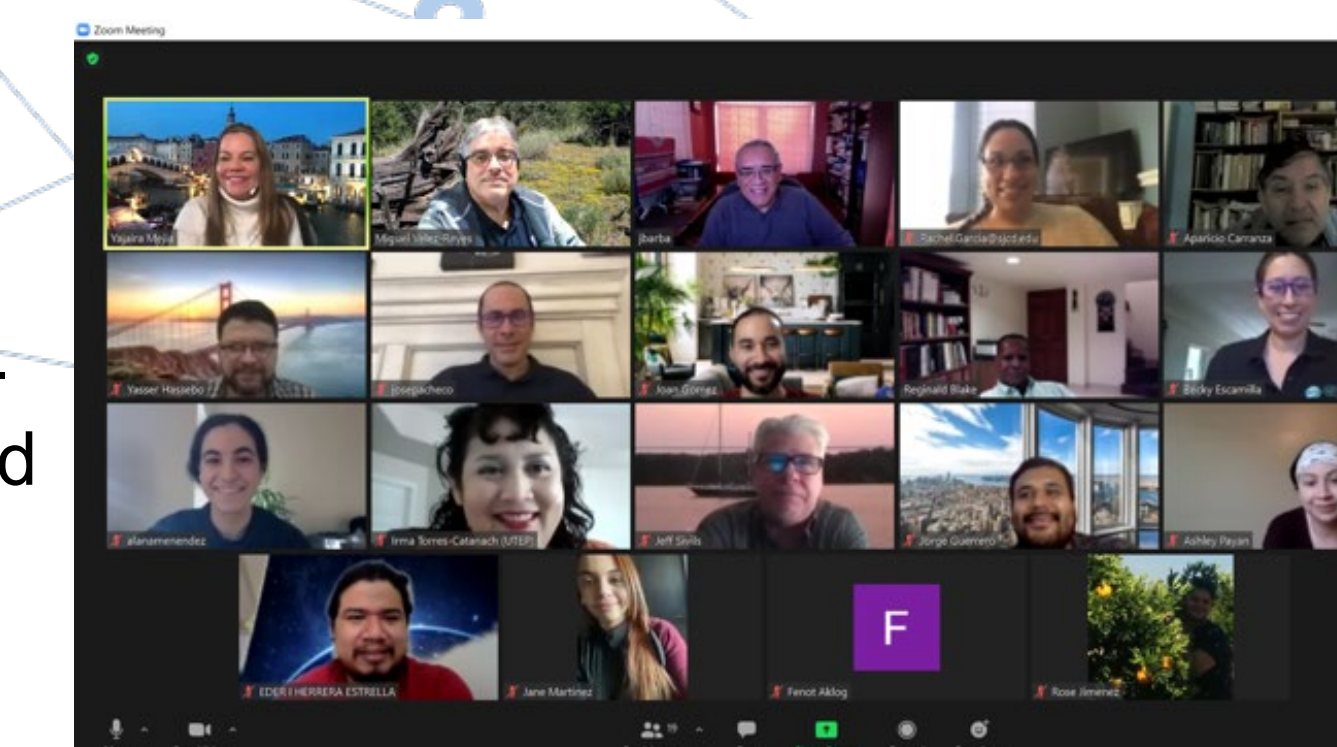 Zoom Meeting
Yajaira Mejia
Miguel Velez-Reyes
jbarba
Rachel.Garcia@sjcd.edu
Aparicio Carranza
Yasser Hassebo
josepacheco
Joan Gomez
Reginald Blake
Becky Escamilla
d
alanamenendez
Irma Torres-Catanach (UTEP)
Jeff Sivils
Jorge Guerrero
Ashley Payan
F
EDER I HERRERA ESTRELLA
Jane Martinez
Fenot Aklog
Rose Jimenez
19